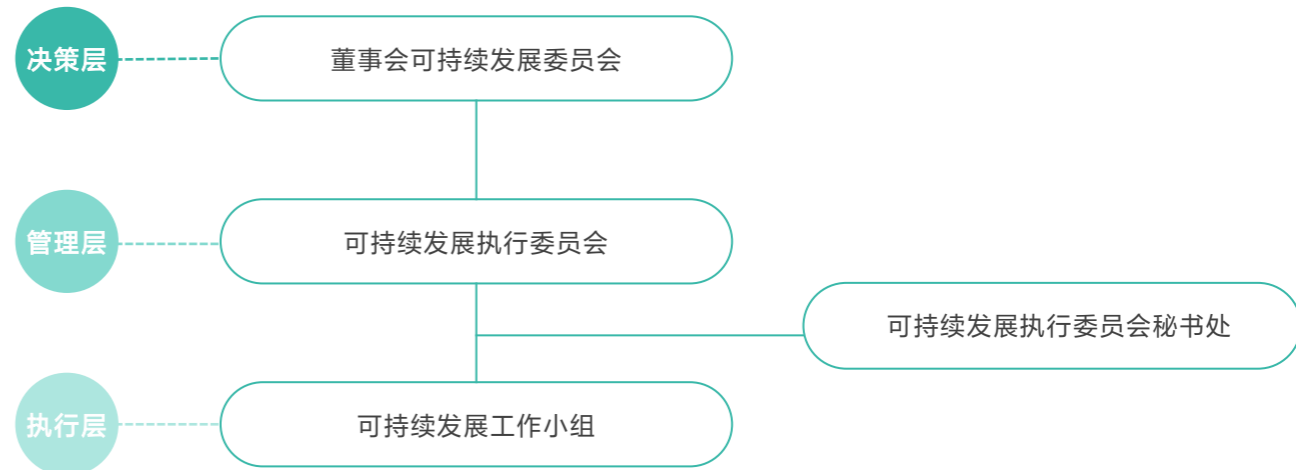 决策层
董事会可持续发展委员会
管理层
可持续发展执行委员会
可持续发展执行委员会秘书处
执行层
可持续发展工作小组